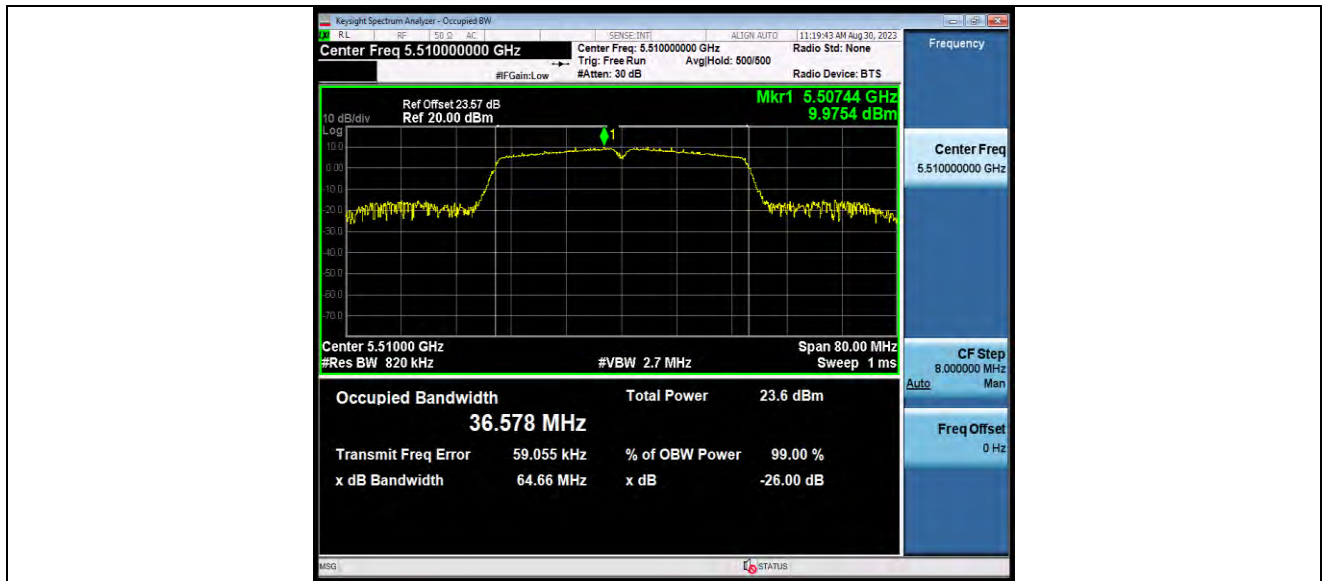 Keysight Spectrum Analyzer - Occupied BW
RL RF 50 Ω AC SENSE:INT ALIGN AUTO 11:19:43 AM Aug 30, 2023
Center Freq 5.510000000 GHz
Center Freq: 5.510000000 GHz Radio Std: None
Trig: Free Run Avg|Hold: 500/500
#IFGain:Low #Atten: 30 dB Radio Device: BTS
Frequency
Mkr1 5.50744 GHz
9.9754 dBm
Ref Offset 23.57 dB
10 dB/div Ref 20.00 dBm
Log
1
10.0
0.00
-10.0
-20.0
-30.0
-40.0
-50.0
-60.0
-70.0
Center 5.51000 GHz Span 80.00 MHz
#Res BW 820 kHz #VBW 2.7 MHz Sweep 1 ms
Center Freq
5.510000000 GHz
CF Step
8.000000 MHz
Auto Man
Freq Offset
0 Hz
Occupied Bandwidth Total Power 23.6 dBm
36.578 MHz
Transmit Freq Error 59.055 kHz % of OBW Power 99.00 %
x dB Bandwidth 64.66 MHz x dB -26.00 dB
MSG STATUS